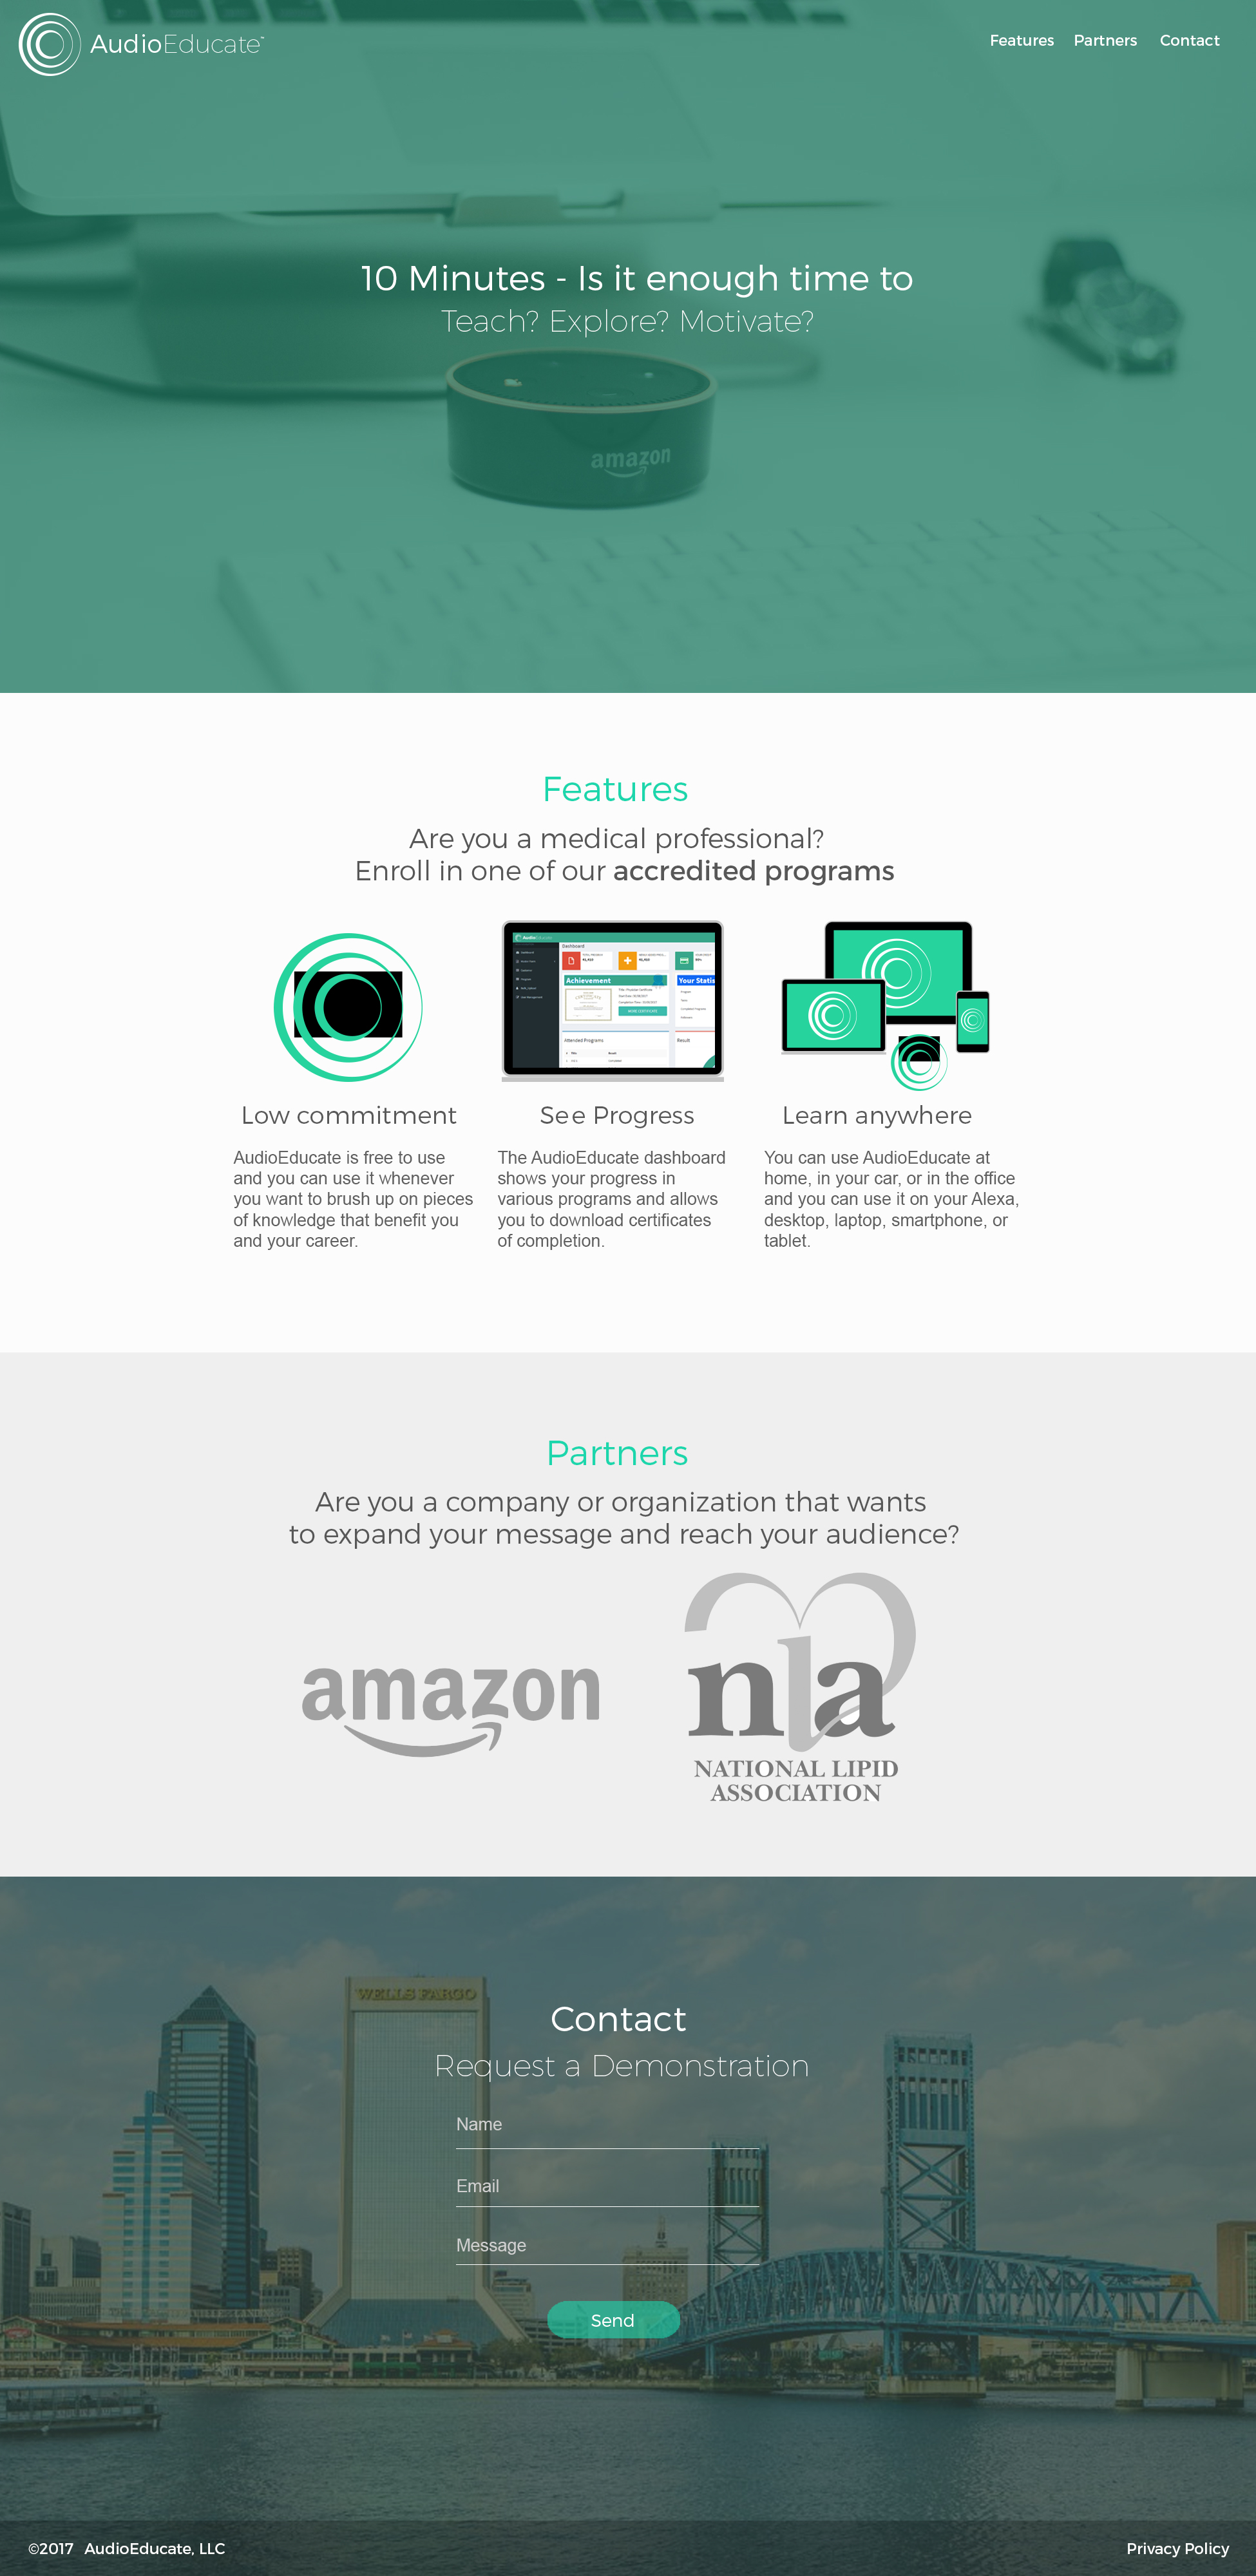 AudioEducate
Features Partners Contact
10 Minutes - Is it enough time to
Teach? Explore? Motivate?
amazon
Features
Are you a medical professional?
Enroll in one of our accredited programs
AudioEducate
Dashboard
Achievement
Your Statis
Attended Programs
Result
Low commitment
AudioEducate is free to use
and you can use it whenever
you want to brush up on pieces
of knowledge that benefit you
and your career.
See Progress
The AudioEducate dashboard
shows your progress in
various programs and allows
you to download certificates
of completion.
Learn anywhere
You can use AudioEducate at
home, in your car, or in the office
and you can use it on your Alexa,
desktop, laptop, smartphone, or
tablet.
Partners
Are you a company or organization that wants
to expand your message and reach your audience?
amazon
nla
NATIONAL LIPID
ASSOCIATION
WELLS FARGO
Contact
Request a Demonstration
Name
Email
Message
Send
©2017 AudioEducate, LLC
Privacy Policy